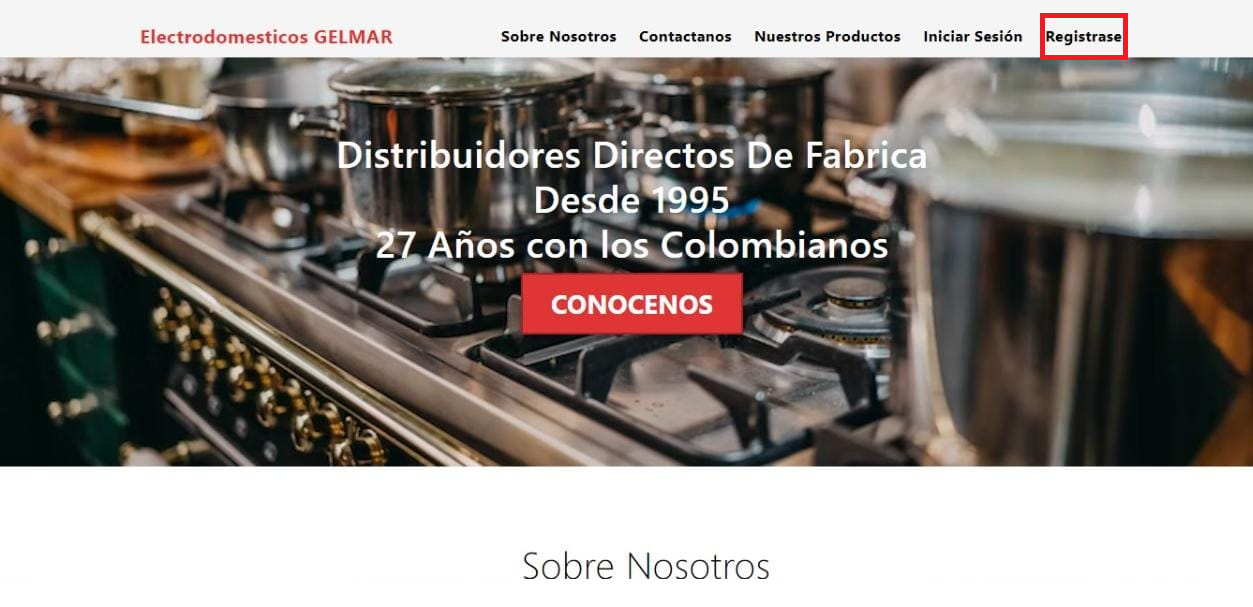 Electrodomesticos GELMAR
Sobre Nosotros
Contactanos
Nuestros Productos
Iniciar Sesión
Registrase
Distribuidores Directos De Fabrica
Desde 1995
27 Años con los Colombianos
CONOCENOS
Sobre Nosotros